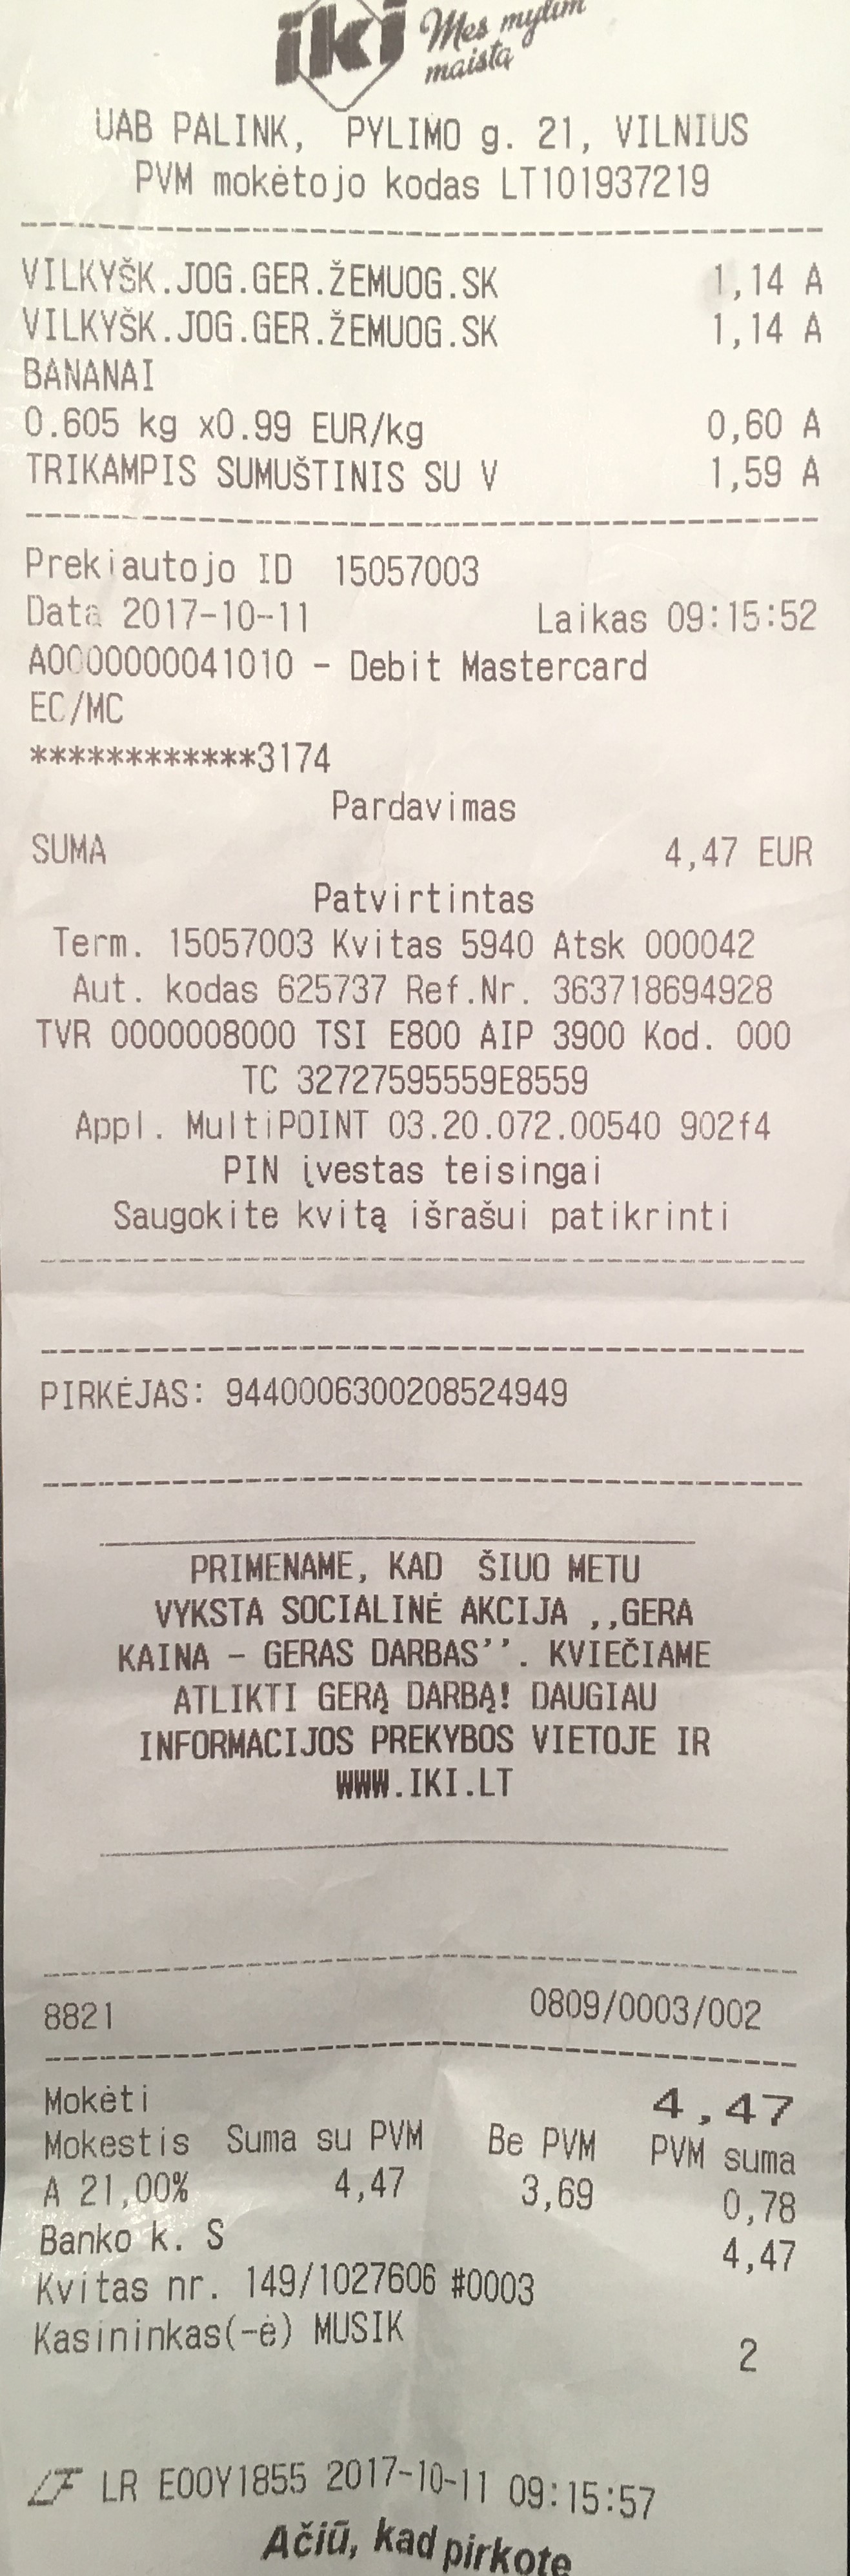 iki Mes mylim
maistą
UAB PALINK, PYLIMO g. 21, VILNIUS
PVM mokėtojo kodas LT101937219
VILKYŠK.JOG.GER.ŽEMUOG.SK 1,14 A
VILKYŠK.JOG.GER.ŽEMUOG.SK 1,14 A
BANANAI
0.605 kg x0.99 EUR/kg 0,60 A
TRIKAMPIS SUMUŠTINIS SU V 1,59 A
Prekiautojo ID 15057003
Data 2017-10-11 Laikas 09:15:52
A0000000041010 - Debit Mastercard
EC/MC
************3174
Pardavimas
SUMA 4,47 EUR
Patvirtintas
Term. 15057003 Kvitas 5940 Atsk 000042
Aut. kodas 625737 Ref.Nr. 363718694928
TVR 0000008000 TSI E800 AIP 3900 Kod. 000
TC 32727595559E8559
Appl. MultiPOINT 03.20.072.00540 902f4
PIN įvestas teisingai
Saugokite kvitą išrašui patikrinti
PIRKĖJAS: 9440006300208524949
PRIMENAME, KAD ŠIUO METU
VYKSTA SOCIALINĖ AKCIJA ,,GERA
KAINA - GERAS DARBAS''. KVIEČIAME
ATLIKTI GERĄ DARBĄ! DAUGIAU
INFORMACIJOS PREKYBOS VIETOJE IR
WWW.IKI.LT
8821 0809/0003/002
Mokėti 4,47
Mokestis Suma su PVM Be PVM PVM suma
A 21,00% 4,47 3,69 0,78
Banko k. S 4,47
Kvitas nr. 149/1027606 #0003
Kasininkas(-ė) MUSIK 2
LF LR E00Y1855 2017-10-11 09:15:57
Ačiū, kad pirkote